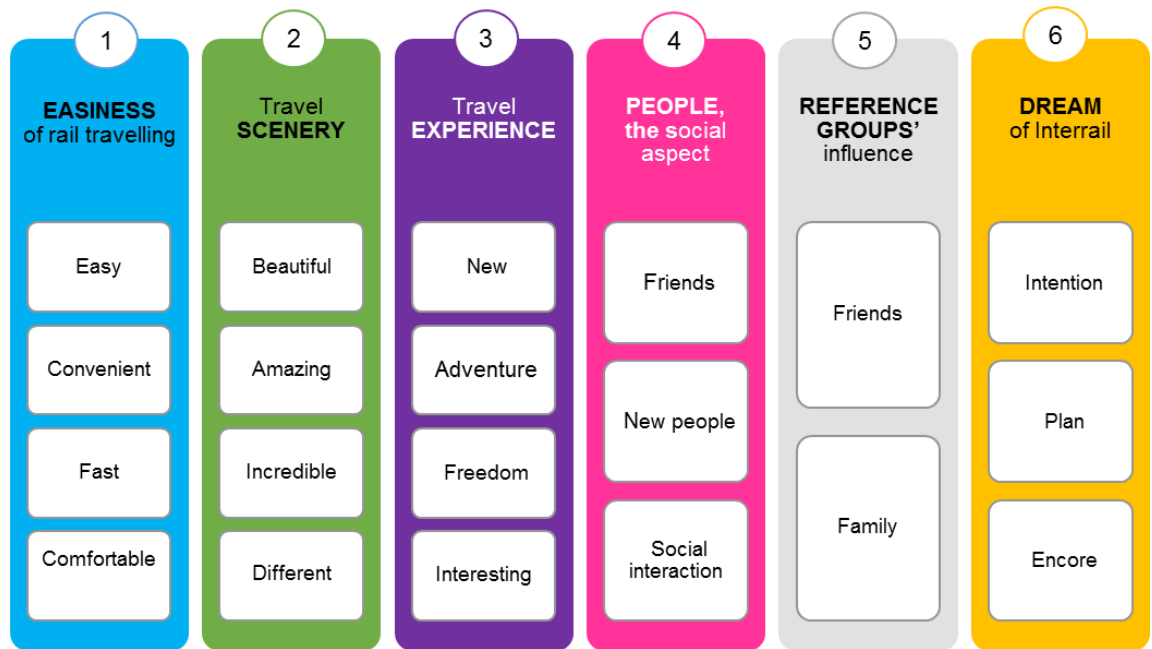 1
EASINESS
of rail travelling
Easy
Convenient
Fast
Comfortable
2
Travel
SCENERY
Beautiful
Amazing
Incredible
Different
3
Travel
EXPERIENCE
New
Adventure
Freedom
Interesting
4
PEOPLE,
the social
aspect
Friends
New people
Social
interaction
5
REFERENCE
GROUPS’
influence
Friends
Family
6
DREAM
of Interrail
Intention
Plan
Encore